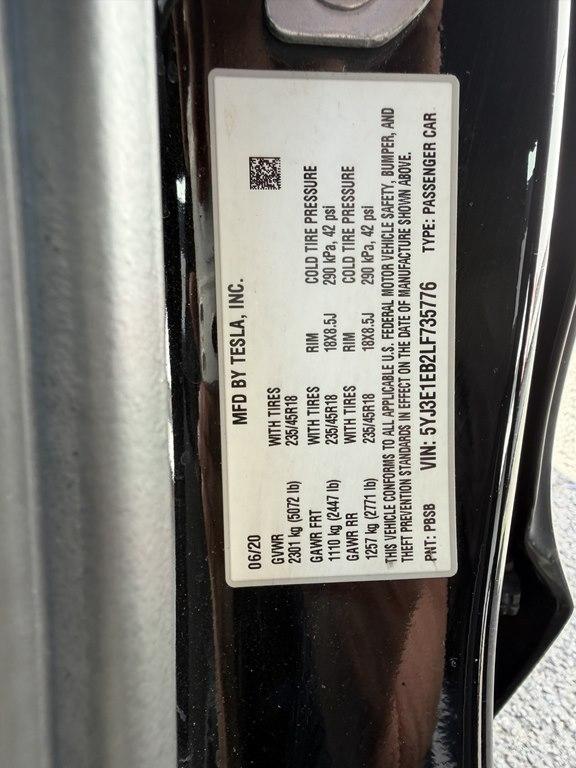 MFD BY TESLA, INC.
06/20
GVWR WITH TIRES
2301 kg (5072 lb) 235/45R18
GAWR FRT WITH TIRES RIM COLD TIRE PRESSURE
1110 kg (2447 lb) 235/45R18 18X8.5J 290 kPa, 42 psi
GAWR RR WITH TIRES RIM COLD TIRE PRESSURE
1257 kg (2771 lb) 235/45R18 18X8.5J 290 kPa, 42 psi
THIS VEHICLE CONFORMS TO ALL APPLICABLE U.S. FEDERAL MOTOR VEHICLE SAFETY, BUMPER, AND
THEFT PREVENTION STANDARDS IN EFFECT ON THE DATE OF MANUFACTURE SHOWN ABOVE.
PNT: PBSB VIN: 5YJ3E1EB2LF735776 TYPE: PASSENGER CAR